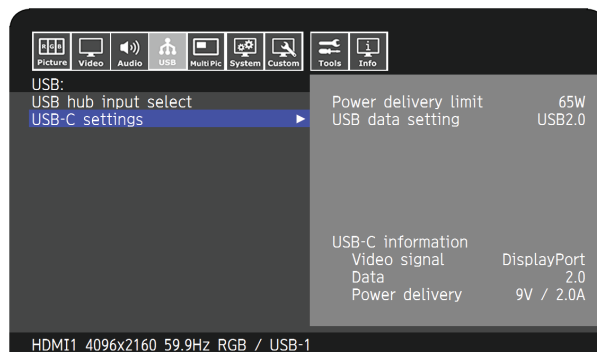 R G B
Picture Video Audio USB Multi Pic System Custom Tools Info
USB:
USB hub input select
USB-C settings
Power delivery limit 65W
USB data setting USB2.0
USB-C information
Video signal DisplayPort
Data 2.0
Power delivery 9V / 2.0A
HDMI1 4096x2160 59.9Hz RGB / USB-1